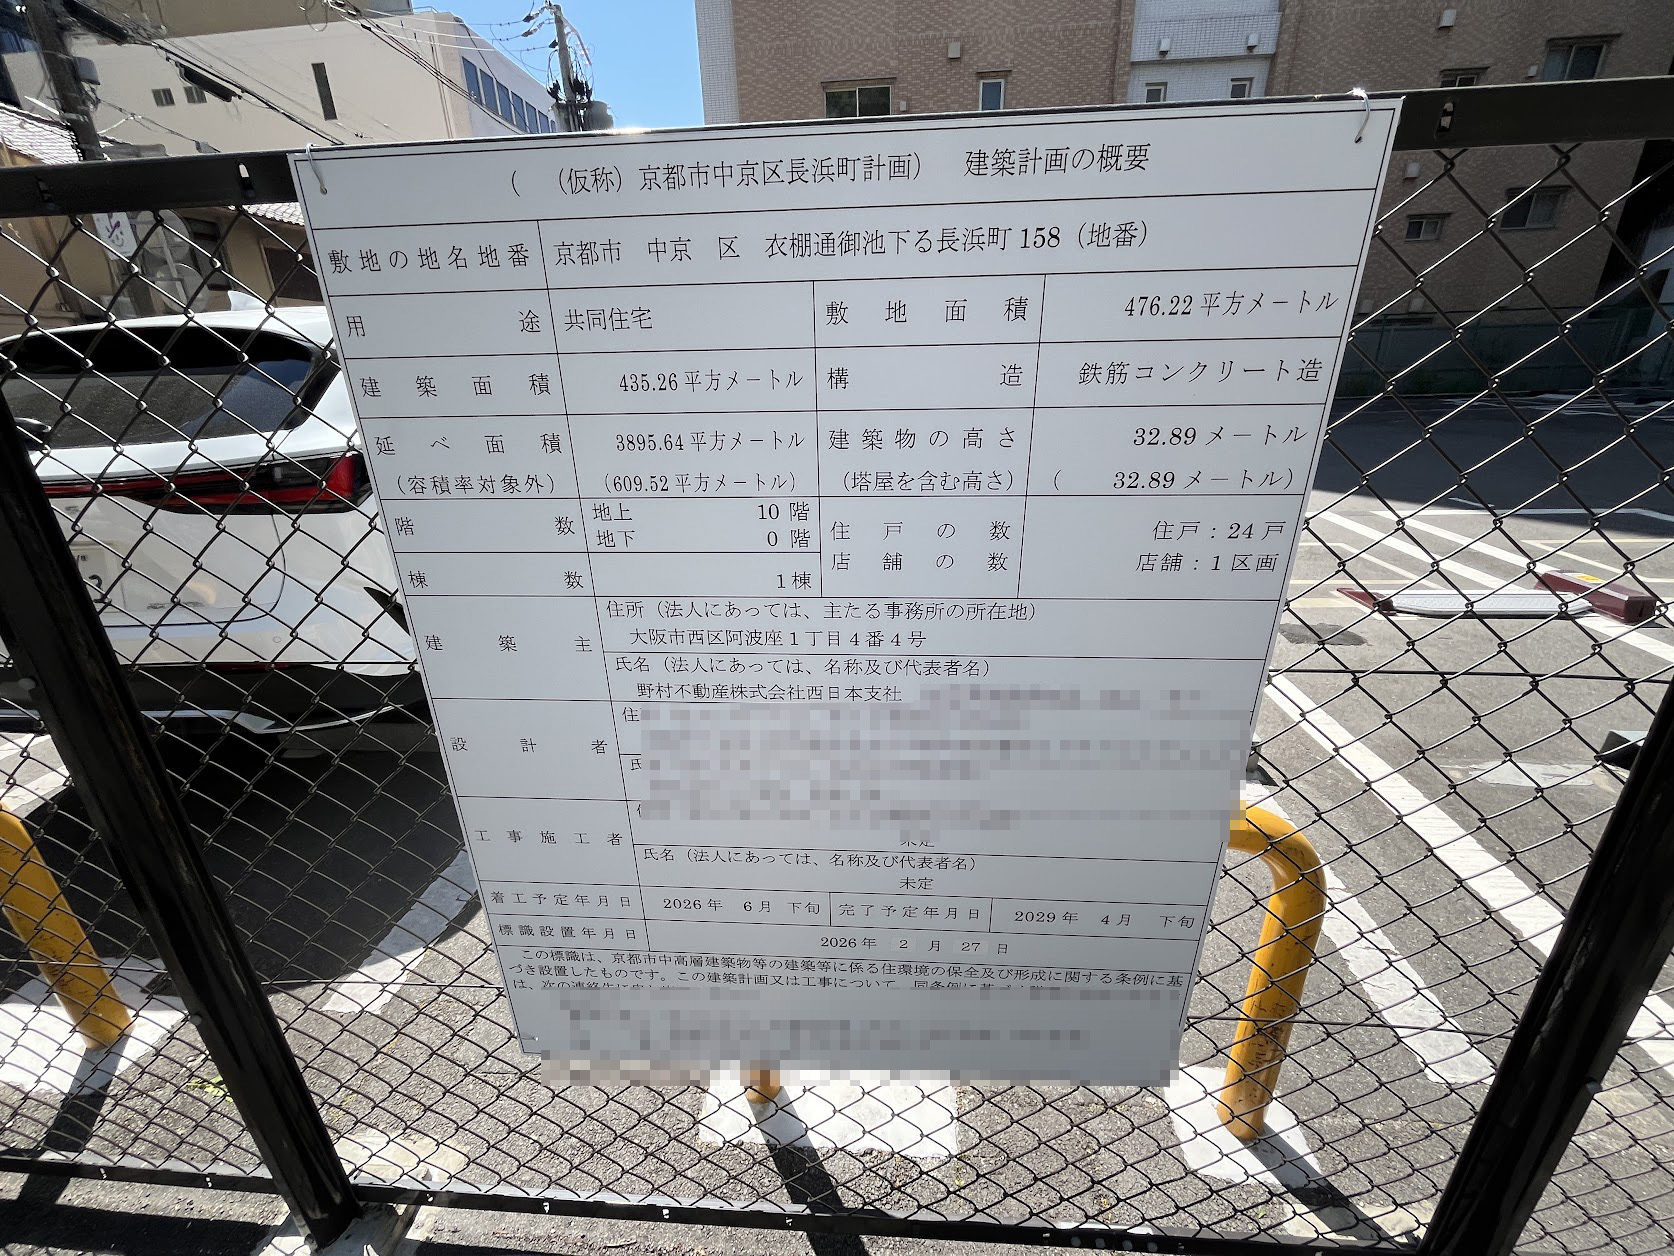 （ （仮称）京都市中京区長浜町計画） 建築計画の概要
敷地の地名地番 京都市 中京 区 衣棚通御池下る長浜町158（地番）
用途 共同住宅 敷地面積 476.22平方メートル
建築面積 435.26平方メートル 構造 鉄筋コンクリート造
延べ面積 3895.64平方メートル 建築物の高さ 32.89メートル
（容積率対象外） （609.52平方メートル） （塔屋を含む高さ） （ 32.89メートル）
階数 地上 10 階
地下 0 階
住戸の数 住戸：24戸
店舗の数 店舗：1区画
棟数 1棟
建築主 住所（法人にあっては、主たる事務所の所在地）
大阪市西区阿波座１丁目４番４号
氏名（法人にあっては、名称及び代表者名）
野村不動産株式会社西日本支社
設計者 住
氏
工事施工者
未定
氏名（法人にあっては、名称及び代表者名）
未定
着工予定年月日 2026年 6月 下旬 完了予定年月日 2029年 4月 下旬
標識設置年月日 2026年 2 月 27 日
この標識は、京都市中高層建築物等の建築等に係る住環境の保全及び形成に関する条例に基
づき設置したものです。この建築計画又は工事について、同条例に基づき
は、次の連絡先に